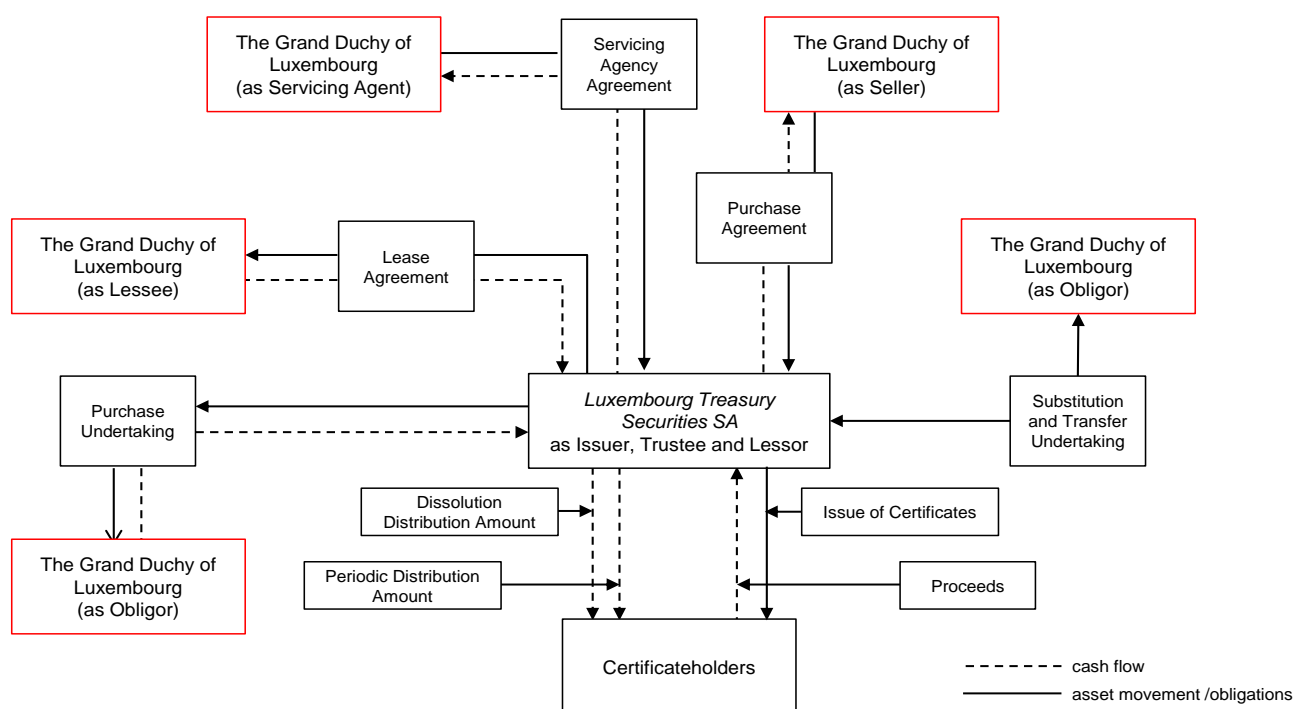 The Grand Duchy of
Luxembourg
(as Servicing Agent)
Servicing
Agency
Agreement
The Grand Duchy of
Luxembourg
(as Seller)
Purchase
Agreement
The Grand Duchy of
Luxembourg
(as Lessee)
Lease
Agreement
The Grand Duchy of
Luxembourg
(as Obligor)
Purchase
Undertaking
Luxembourg Treasury
Securities SA
as Issuer, Trustee and Lessor
Substitution
and Transfer
Undertaking
Dissolution
Distribution Amount
Issue of Certificates
The Grand Duchy of
Luxembourg
(as Obligor)
Periodic Distribution
Amount
Proceeds
Certificateholders
cash flow
asset movement /obligations